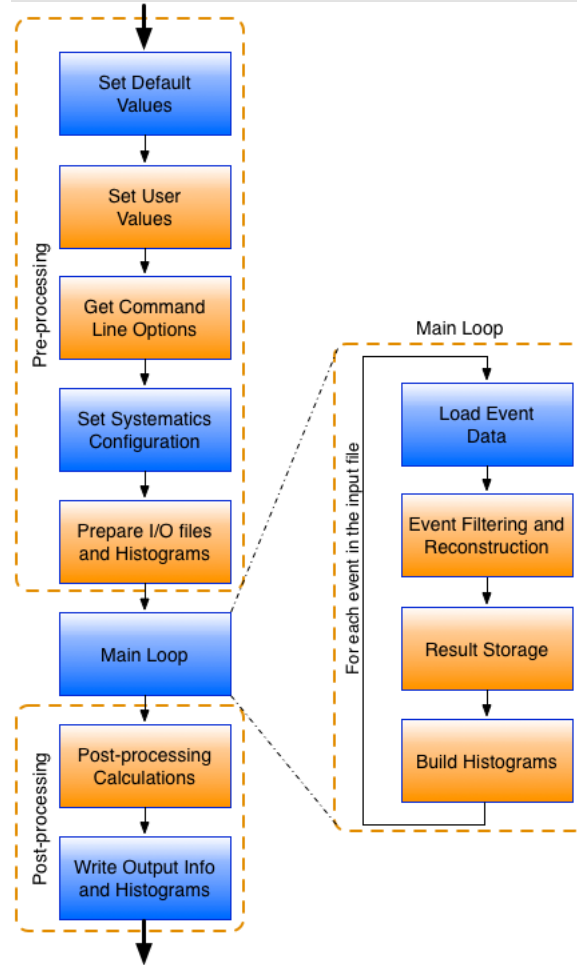 Pre-processing
Set Default
Values
Set User
Values
Get Command
Line Options
Set Systematics
Configuration
Prepare I/O files
and Histograms
Main Loop
Post-processing
Post-processing
Calculations
Write Output Info
and Histograms
Main Loop
For each event in the input file
Load Event
Data
Event Filtering and
Reconstruction
Result Storage
Build Histograms